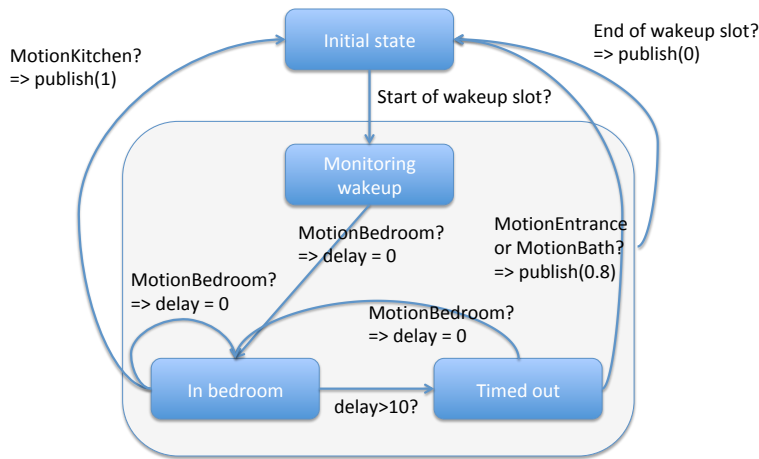 Initial state
End of wakeup slot?
=> publish(0)
MotionKitchen?
=> publish(1)
Start of wakeup slot?
Monitoring
wakeup
MotionEntrance
or MotionBath?
=> publish(0.8)
MotionBedroom?
=> delay = 0
MotionBedroom?
=> delay = 0
MotionBedroom?
=> delay = 0
In bedroom
delay>10?
Timed out